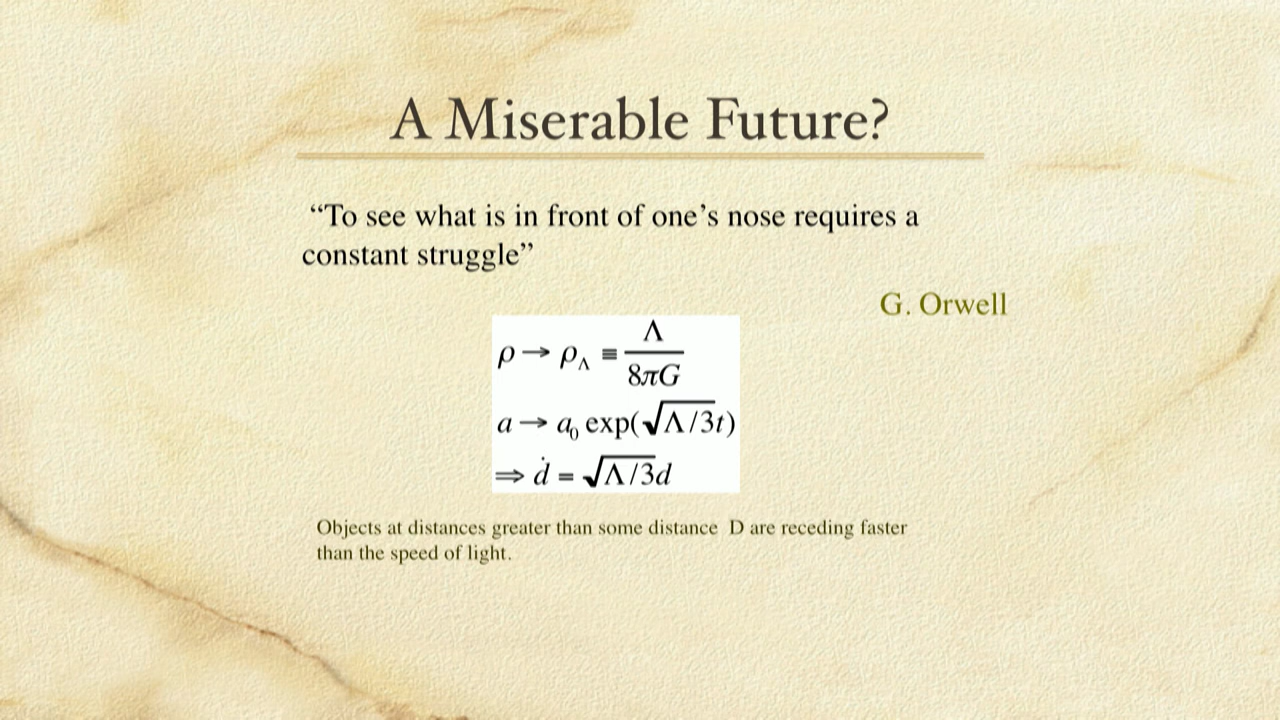 A Miserable Future?
“To see what is in front of one’s nose requires a
constant struggle”
G. Orwell
ρ → ρ_Λ ≡ Λ / 8πG
a → a₀ exp(√Λ/3t)
⇒ ḋ = √Λ/3d
Objects at distances greater than some distance D are receding faster
than the speed of light.